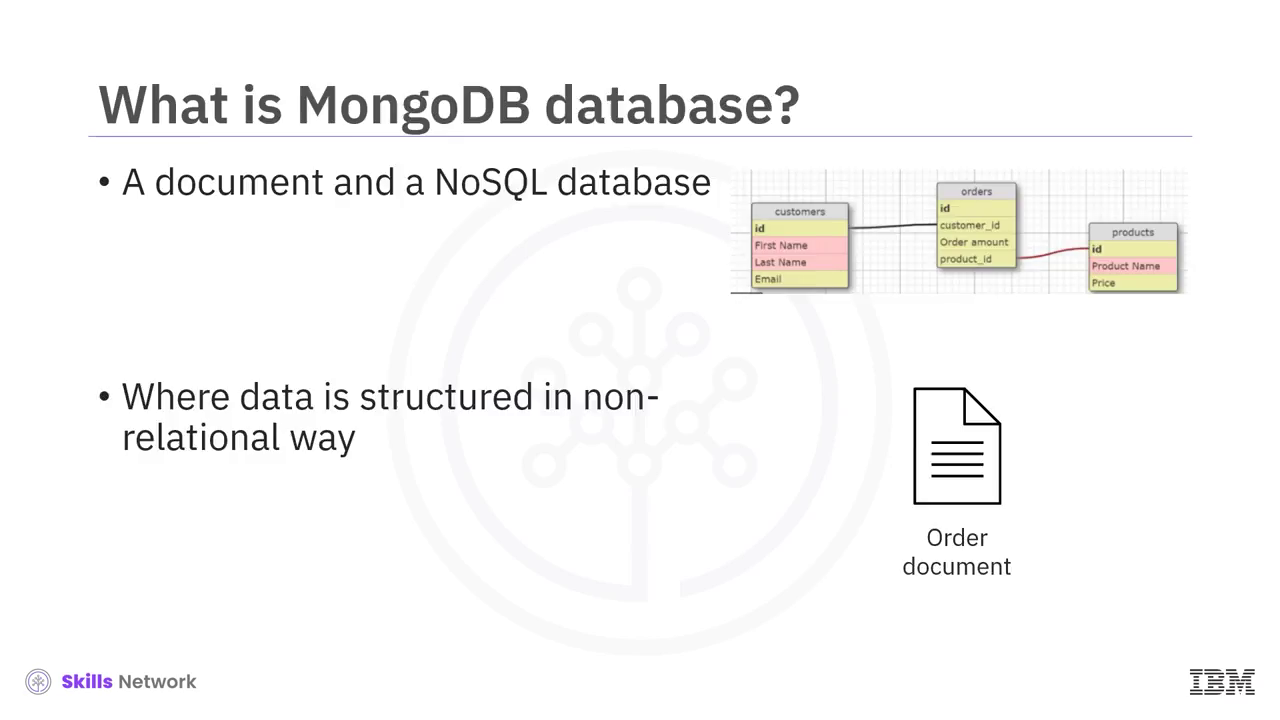 What is MongoDB database?
• A document and a NoSQL database
customers
id
First Name
Last Name
Email
orders
id
customer_id
Order amount
product_id
products
id
Product Name
Price
• Where data is structured in non-
relational way
Order
document
Skills Network
IBM